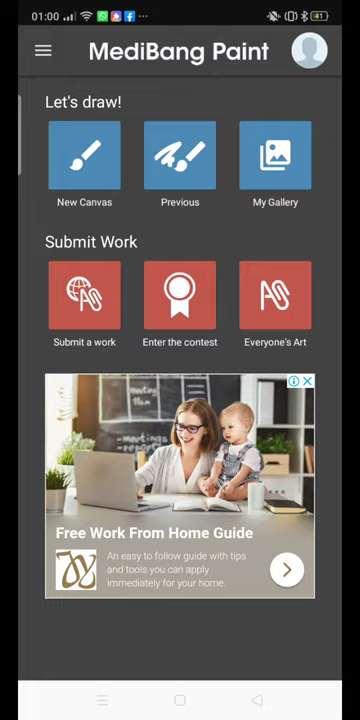 01:00
41
MediBang Paint
Let's draw!
New Canvas
Previous
My Gallery
Submit Work
Submit a work
Enter the contest
Everyone's Art
Free Work From Home Guide
An easy to follow guide with tips
and tools you can apply
immediately for your home.